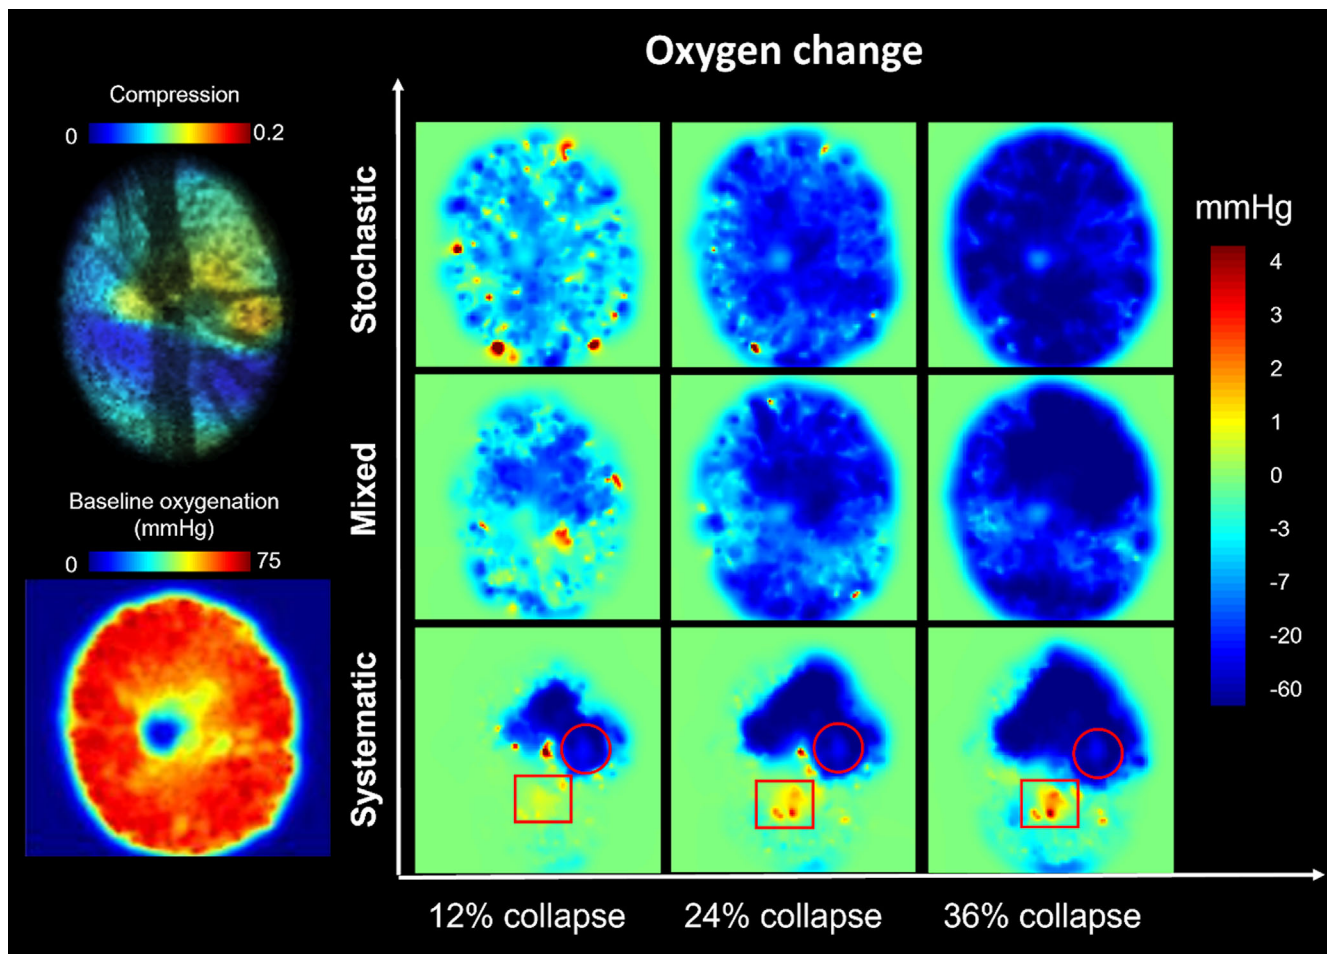 Oxygen change
Compression
0
0.2
Baseline oxygenation
(mmHg)
0
75
Stochastic
Mixed
Systematic
12% collapse
24% collapse
36% collapse
mmHg
4
3
2
1
0
-3
-7
-20
-60